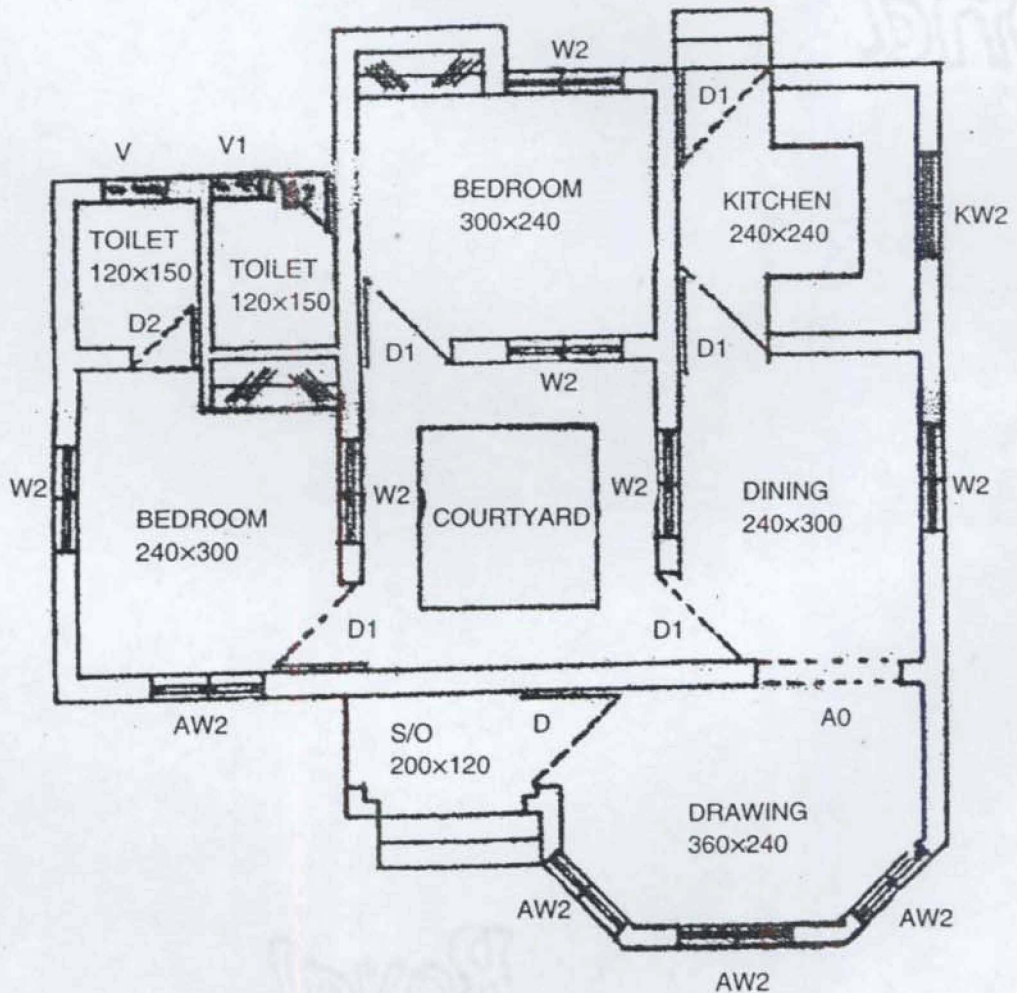 W2
D1
V
V1
BEDROOM
300×240
KITCHEN
240×240
KW2
TOILET
120×150
TOILET
120×150
D2
D1
D1
W2
W2
BEDROOM
240×300
W2
COURTYARD
W2
DINING
240×300
W2
D1
D1
AW2
S/O
200×120
D
A0
DRAWING
360×240
AW2
AW2
AW2